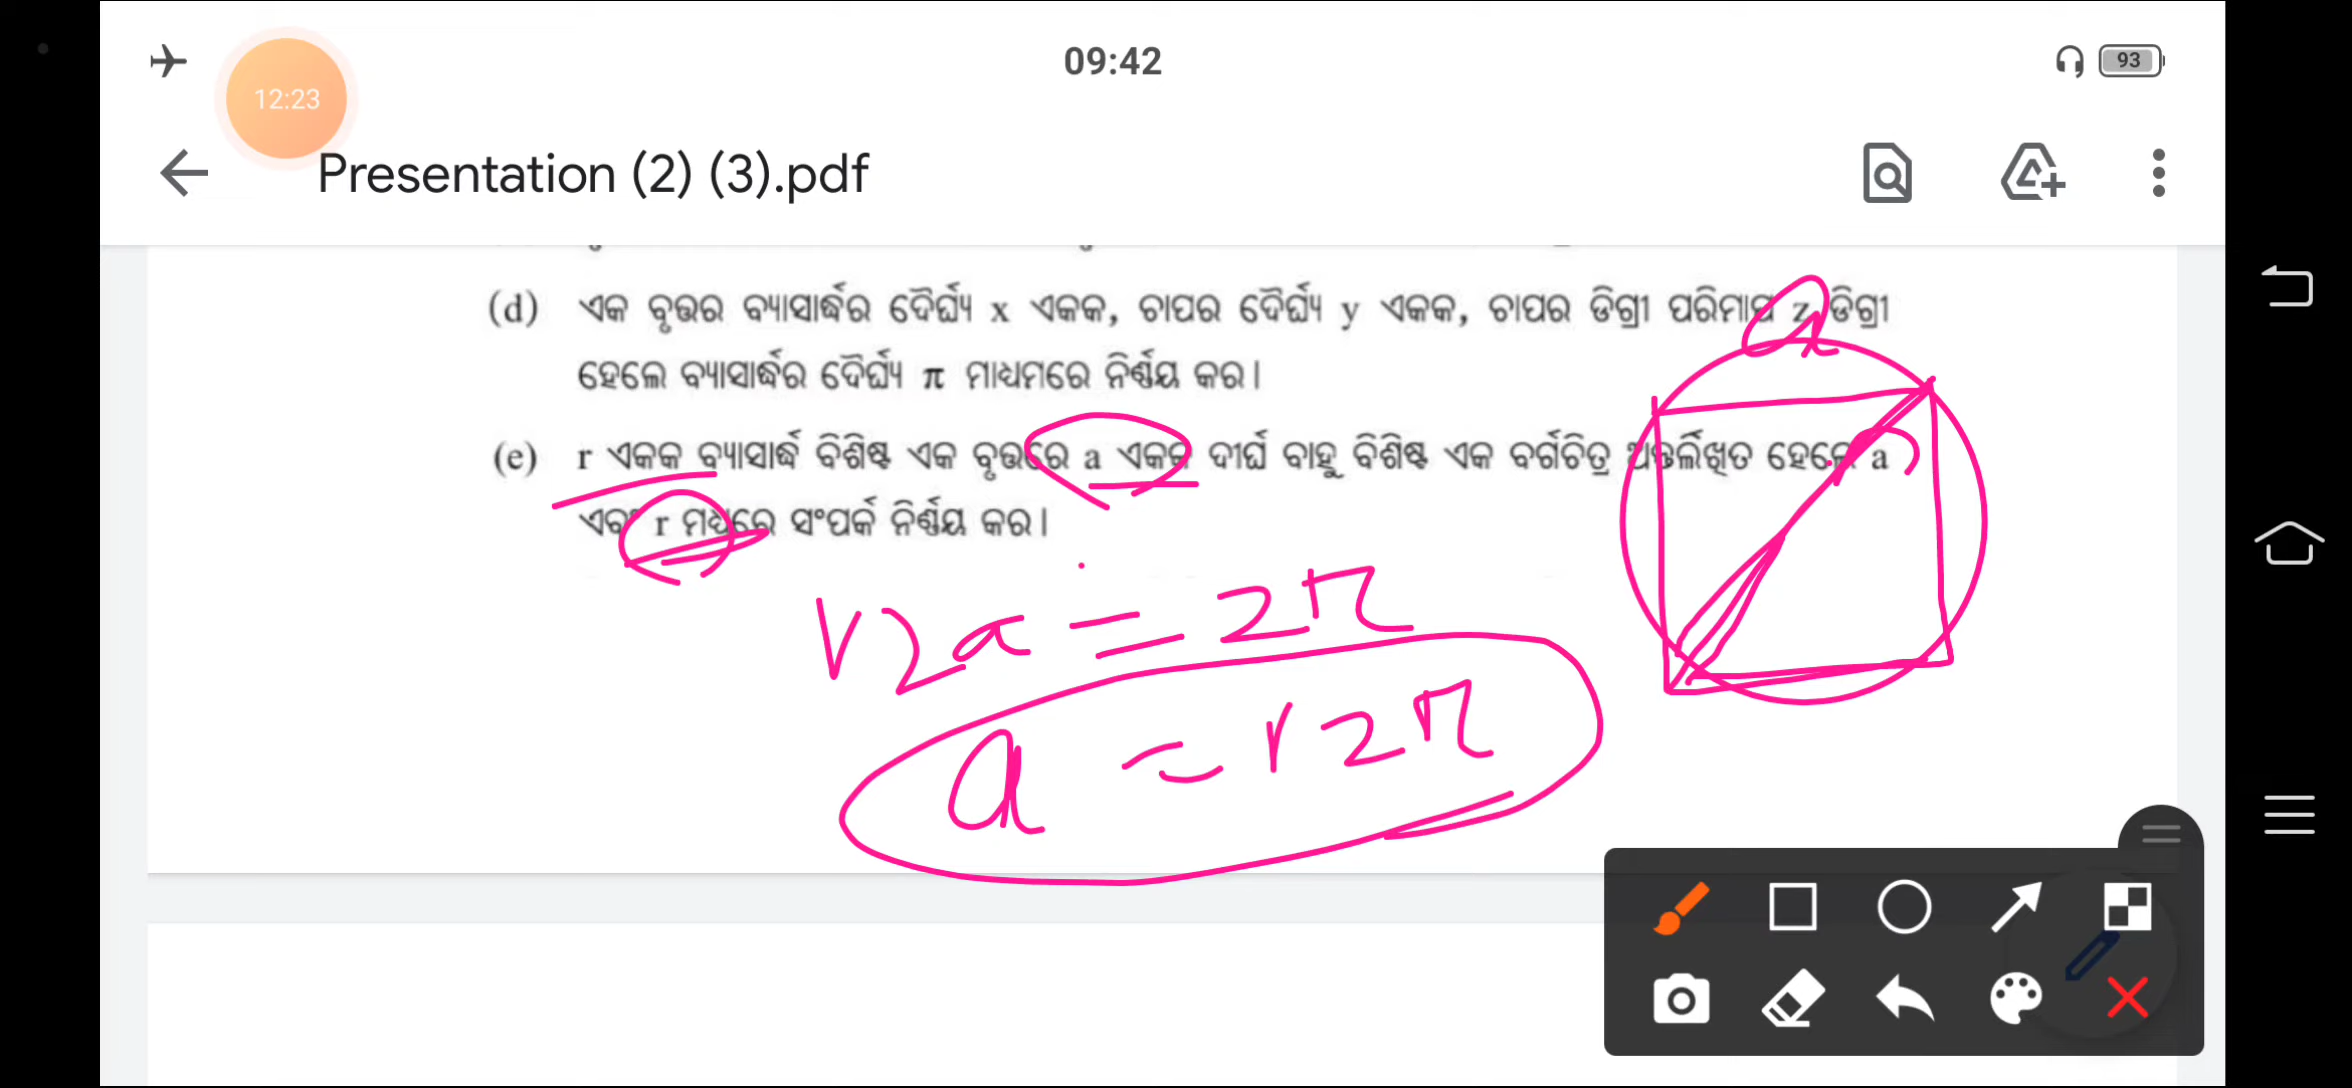 12:23
09:42
93
Presentation (2) (3).pdf
(d) ଏକ ବୃତ୍ତର ବ୍ୟାସାର୍ଦ୍ଧର ଦୈର୍ଘ୍ୟ x ଏକକ, ଚାପର ଦୈର୍ଘ୍ୟ y ଏକକ, ଚାପର ଡିଗ୍ରୀ ପରିମାପ z ଡିଗ୍ରୀ
ହେଲେ ବ୍ୟାସାର୍ଦ୍ଧର ଦୈର୍ଘ୍ୟ π ମାଧ୍ୟମରେ ନିର୍ଣ୍ଣୟ କର।
a
(e) r ଏକକ ବ୍ୟାସାର୍ଦ୍ଧ ବିଶିଷ୍ଟ ଏକ ବୃତ୍ତରେ a ଏକକ ଦୀର୍ଘ ବାହୁ ବିଶିଷ୍ଟ ଏକ ବର୍ଗଚିତ୍ର ଅନ୍ତର୍ଲିଖିତ ହେଲେ a
ଏବଂ r ମଧ୍ୟରେ ସଂପର୍କ ନିର୍ଣ୍ଣୟ କର।
√2a = 2r
a = √2r